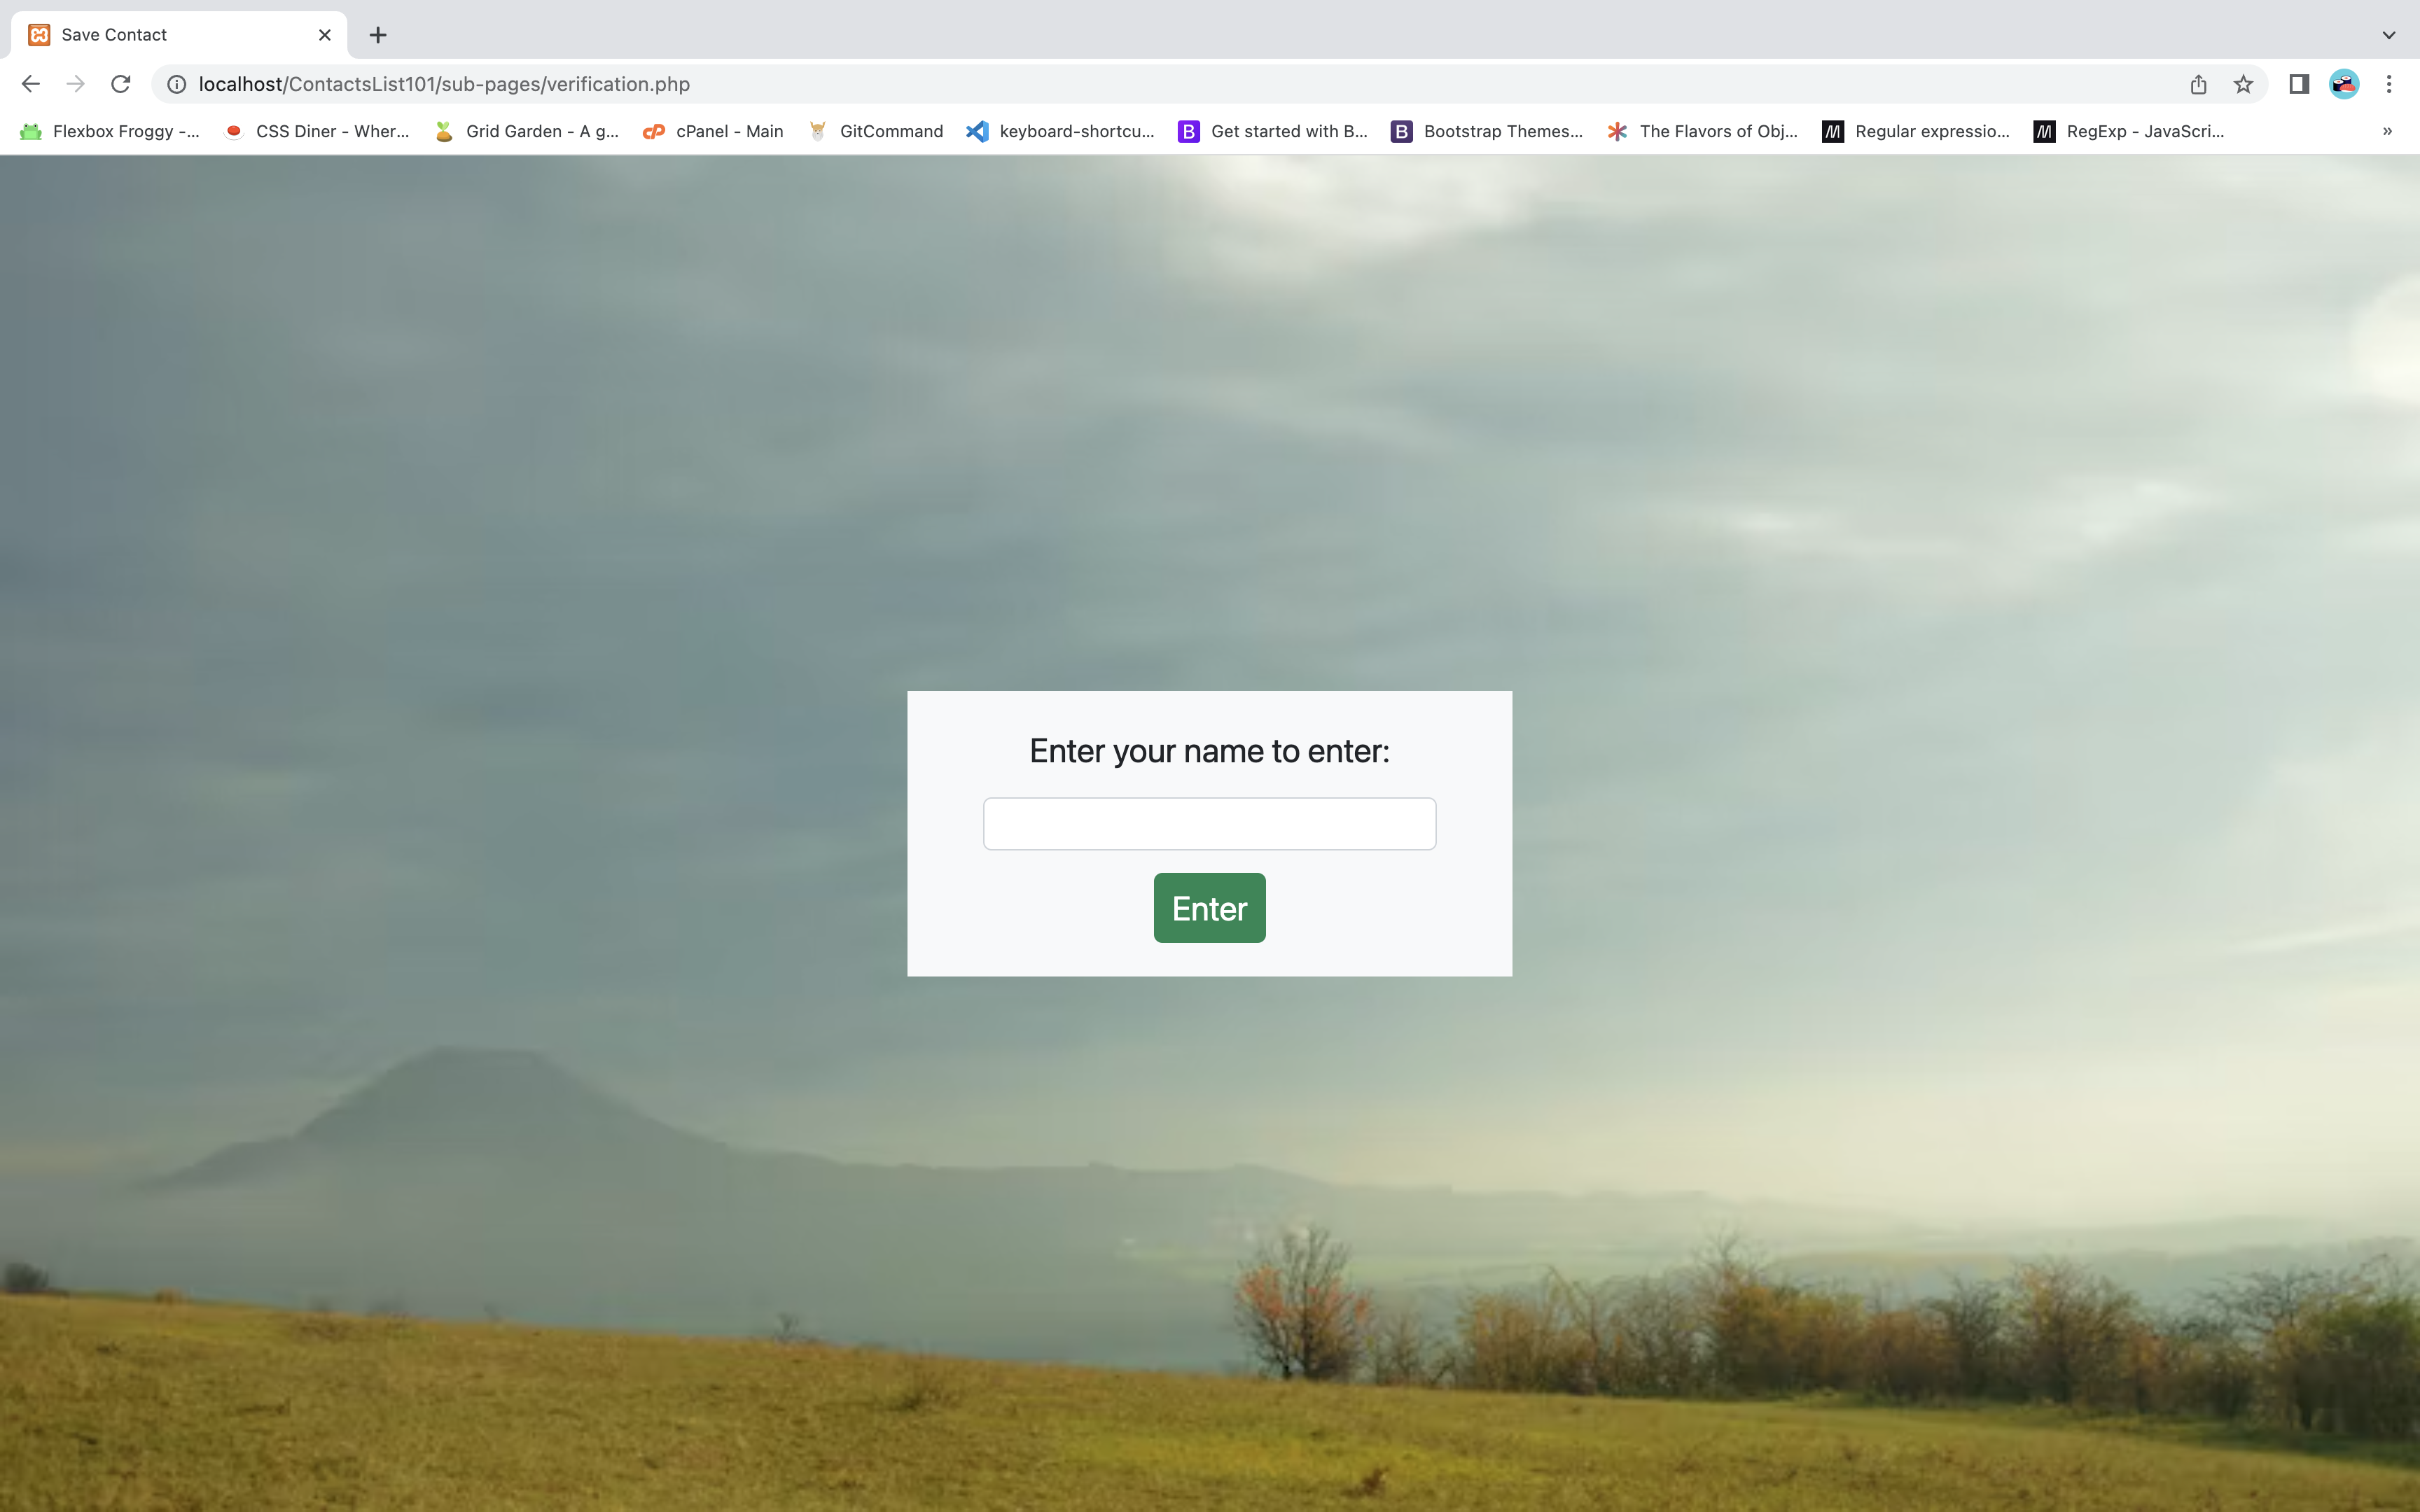 Save Contact
localhost/ContactsList101/sub-pages/verification.php
Flexbox Froggy -... CSS Diner - Wher... Grid Garden - A g... cPanel - Main GitCommand keyboard-shortcu... Get started with B... Bootstrap Themes... The Flavors of Obj... Regular expressio... RegExp - JavaScri... »
Enter your name to enter:
Enter